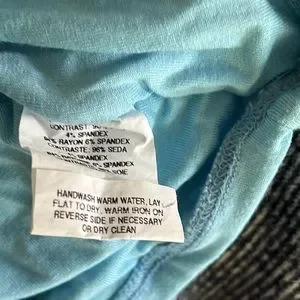 CONTRAST: 96%
4% SPANDEX
RAYON 6% SPANDEX
CONTRASTE: 96% SEDA
SPANDEX
SOIE
HANDWASH WARM WATER, LAY
FLAT TO DRY, WARM IRON ON
REVERSE SIDE IF NECESSARY
OR DRY CLEAN